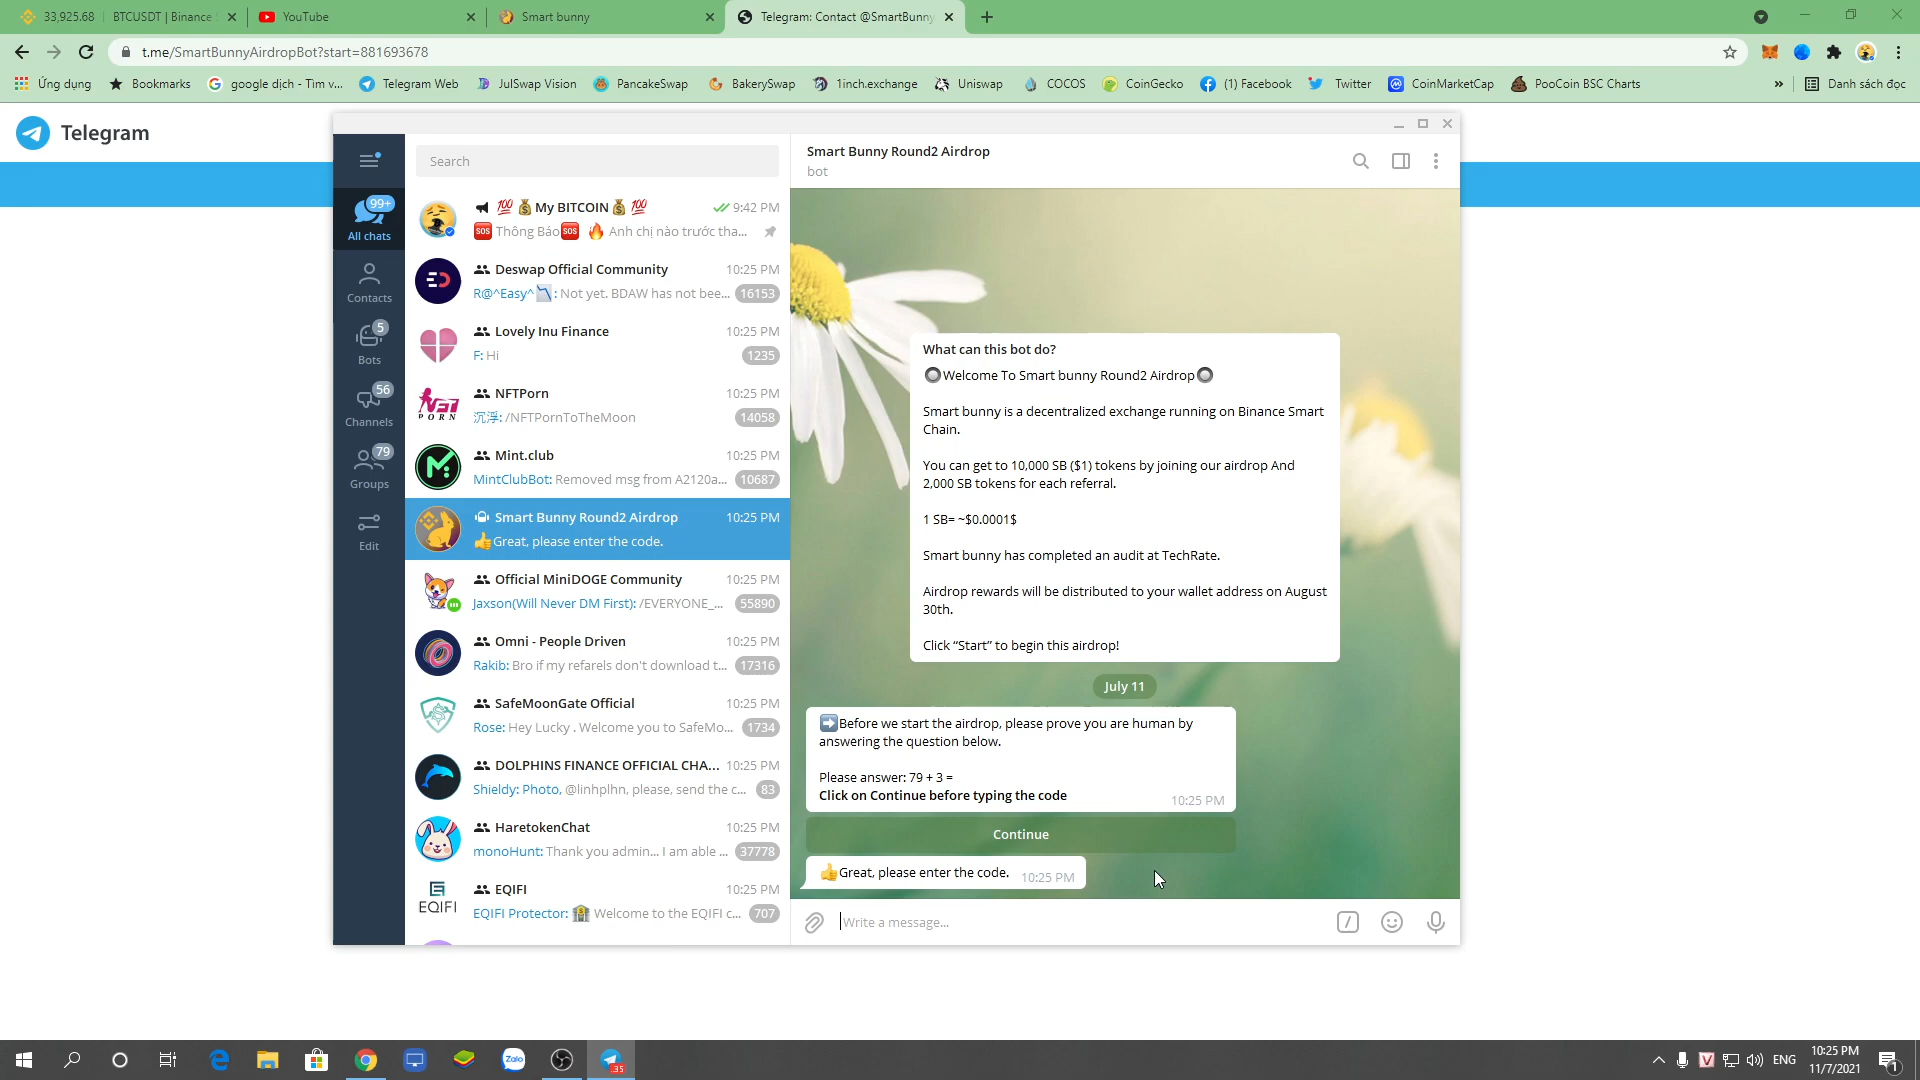 33,925.68 BTCUSDT | Binance
YouTube
Smart bunny
Telegram: Contact @SmartBunny
t.me/SmartBunnyAirdropBot?start=881693678
Ứng dụng
Bookmarks
google dịch - Tìm v...
Telegram Web
JulSwap Vision
PancakeSwap
BakerySwap
1inch.exchange
Uniswap
COCOS
CoinGecko
(1) Facebook
Twitter
CoinMarketCap
PooCoin BSC Charts
»
Danh sách đọc
Telegram
99+
All chats
Contacts
5
Bots
56
Channels
79
Groups
Edit
Search
💯💰My BITCOIN💰💯 9:42 PM
🆘Thông Báo🆘 🔥 Anh chị nào trước tha...
Deswap Official Community 10:25 PM
R@^Easy^📉: Not yet. BDAW has not bee... 16153
Lovely Inu Finance 10:25 PM
F: Hi 1235
NFT PORN
NFTPorn 10:25 PM
沉浮: /NFTPornToTheMoon 14058
Mint.club 10:25 PM
MintClubBot: Removed msg from A2120a... 10687
Smart Bunny Round2 Airdrop 10:25 PM
👍Great, please enter the code.
Official MiniDOGE Community 10:25 PM
Jaxson(Will Never DM First): /EVERYONE_... 55890
Omni - People Driven 10:25 PM
Rakib: Bro if my refarels don't download t... 17316
SafeMoonGate Official 10:25 PM
Rose: Hey Lucky . Welcome you to SafeMo... 1734
DOLPHINS FINANCE OFFICIAL CHA... 10:25 PM
Shieldy: Photo, @linhplhn, please, send the c... 83
HaretokenChat 10:25 PM
monoHunt: Thank you admin... I am able ... 37778
EQIFI
EQIFI 10:25 PM
EQIFI Protector: 🏦 Welcome to the EQIFI c... 707
Smart Bunny Round2 Airdrop
bot
What can this bot do?
🔘Welcome To Smart bunny Round2 Airdrop🔘
Smart bunny is a decentralized exchange running on Binance Smart
Chain.
You can get to 10,000 SB ($1) tokens by joining our airdrop And
2,000 SB tokens for each referral.
1 SB= ~$0.0001$
Smart bunny has completed an audit at TechRate.
Airdrop rewards will be distributed to your wallet address on August
30th.
Click “Start” to begin this airdrop!
July 11
➡️Before we start the airdrop, please prove you are human by
answering the question below.
Please answer: 79 + 3 =
Click on Continue before typing the code
10:25 PM
Continue
👍Great, please enter the code. 10:25 PM
Write a message...
Zalo
.35
V
ENG
10:25 PM
11/7/2021
1